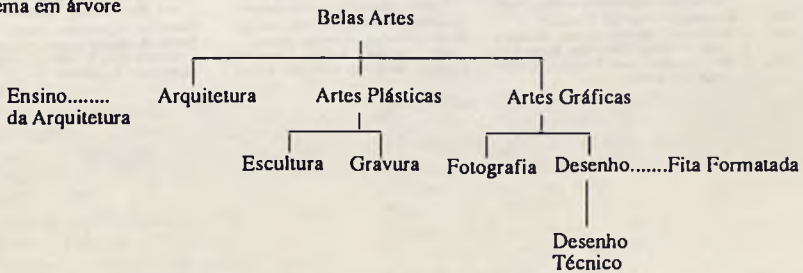 ema em árvore
Belas Artes
Ensino........ Arquitetura Artes Plásticas Artes Gráficas
da Arquitetura
Escultura Gravura Fotografia Desenho.......Fita Formatada
Desenho
Técnico